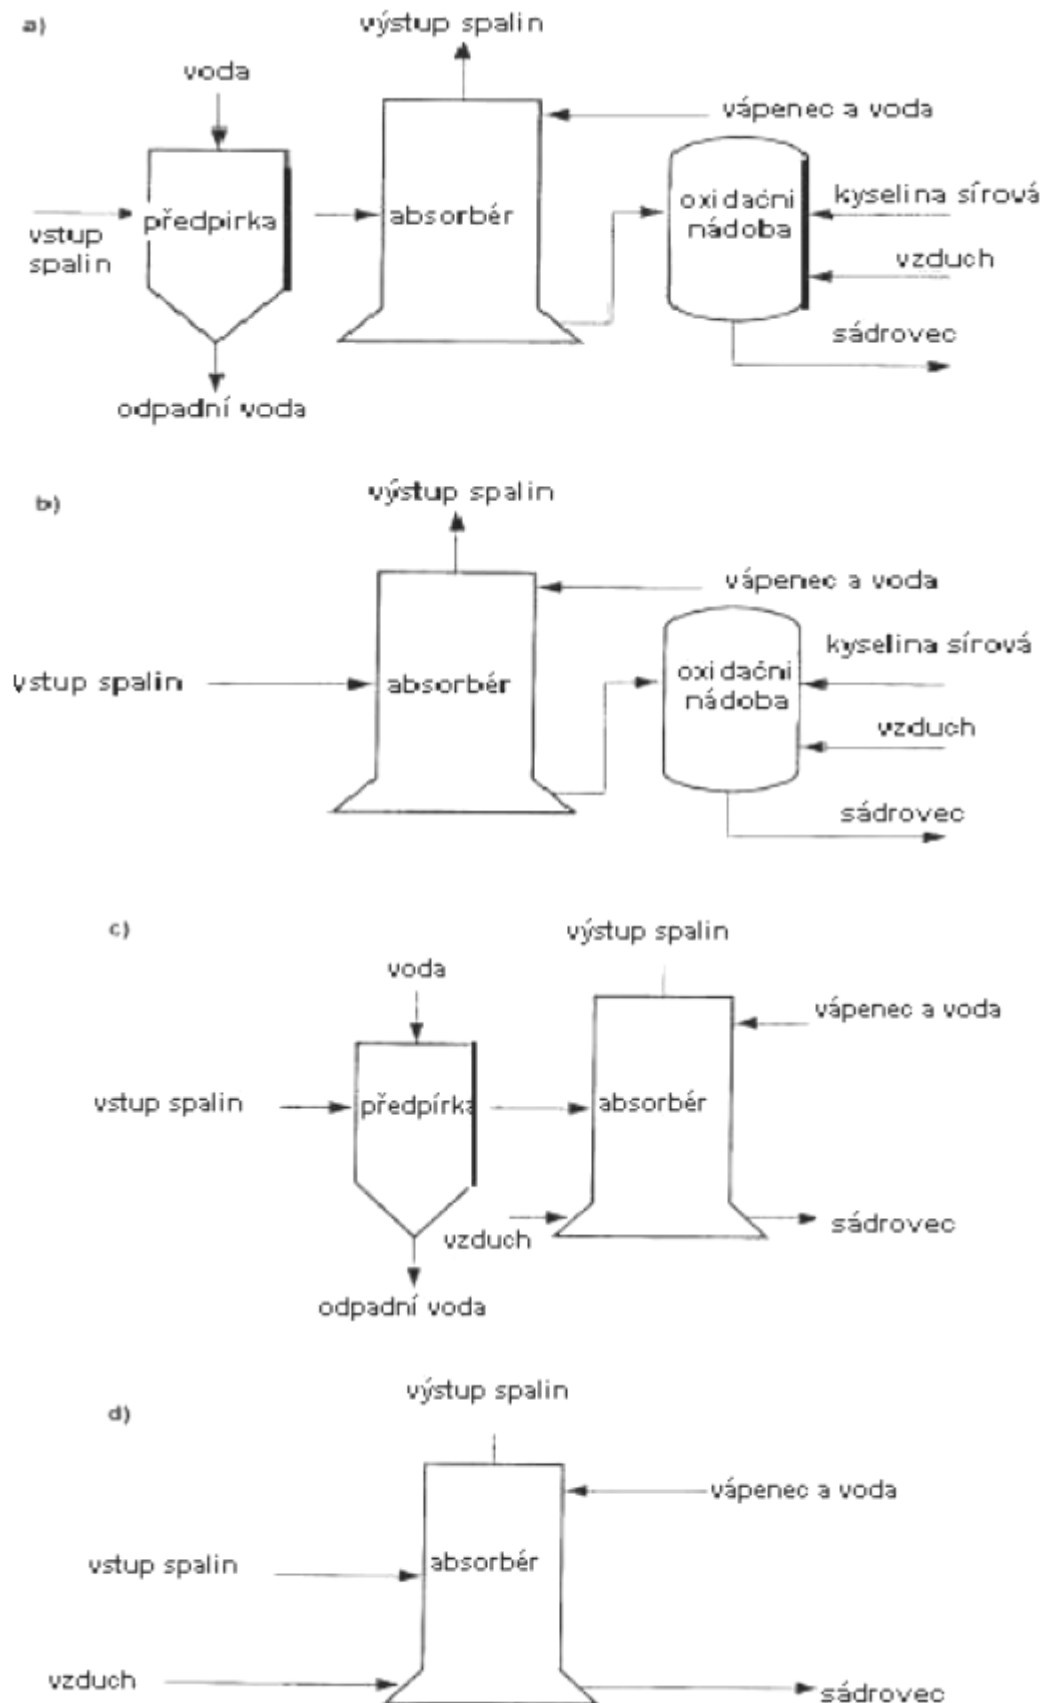 a)
výstup spalin
voda
vápenec a voda
předpirka
absorbér
oxidační
nádoba
kyselina sírová
vstup
spalin
vzduch
sádrovec
odpadní voda
b)
výstup spalin
vápenec a voda
kyselina sírová
vstup spalin
absorbér
oxidační
nádoba
vzduch
sádrovec
c)
výstup spalin
voda
vápenec a voda
vstup spalin
předpírka
absorbér
vzduch
sádrovec
odpadní voda
d)
výstup spalin
vápenec a voda
vstup spalin
absorbér
vzduch
sádrovec